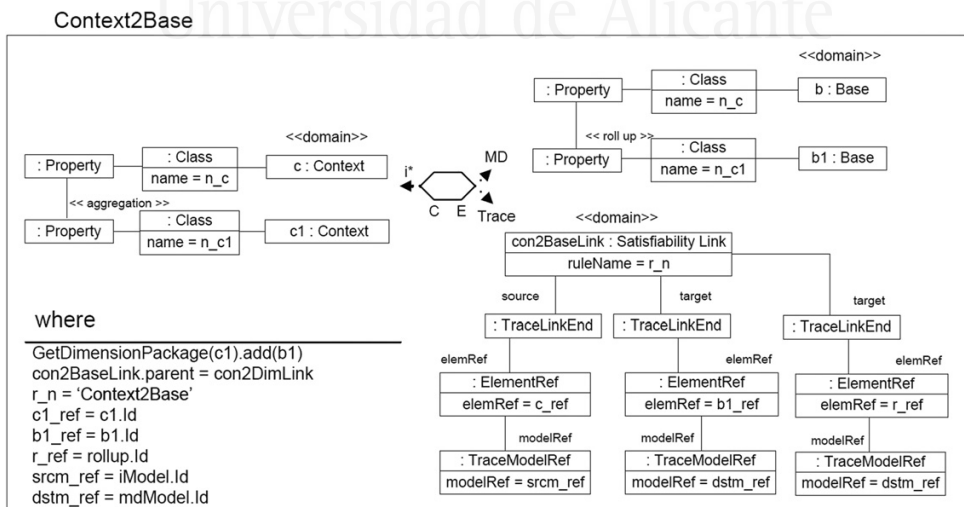 Universidad de Alicante
Context2Base
<<domain>>
c : Context
: Class
name = n_c
: Property
<< aggregation >>
: Property
: Class
name = n_c1
c1 : Context
i*
MD
C E
Trace
<<domain>>
: Property
: Class
name = n_c
b : Base
<< roll up >>
: Property
: Class
name = n_c1
b1 : Base
<<domain>>
con2BaseLink : Satisfiability Link
ruleName = r_n
source
target
target
: TraceLinkEnd
: TraceLinkEnd
: TraceLinkEnd
elemRef
elemRef
elemRef
: ElementRef
elemRef = c_ref
: ElementRef
elemRef = b1_ref
: ElementRef
elemRef = r_ref
modelRef
modelRef
modelRef
: TraceModelRef
modelRef = srcm_ref
: TraceModelRef
modelRef = dstm_ref
: TraceModelRef
modelRef = dstm_ref
where
GetDimensionPackage(c1).add(b1)
con2BaseLink.parent = con2DimLink
r_n = ‘Context2Base’
c1_ref = c1.Id
b1_ref = b1.Id
r_ref = rollup.Id
srcm_ref = iModel.Id
dstm_ref = mdModel.Id